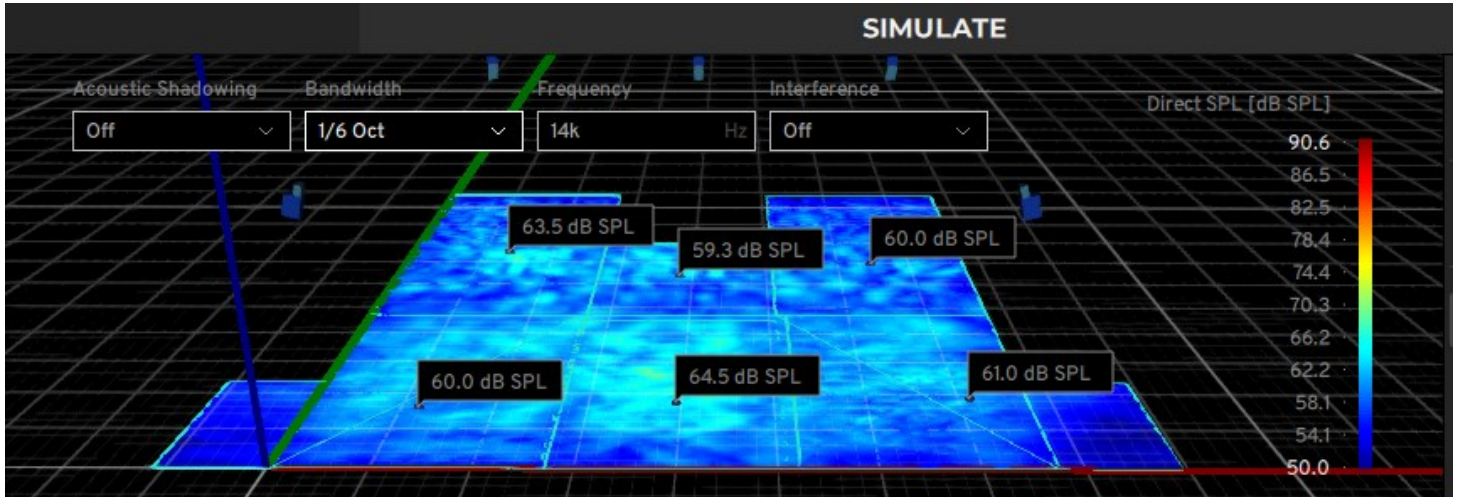 SIMULATE
Acoustic Shadowing
Bandwidth
Frequency
Interference
Off
1/6 Oct
14k Hz
Off
Direct SPL [dB SPL]
90.6
86.5
82.5
78.4
74.4
70.3
66.2
62.2
58.1
54.1
50.0
63.5 dB SPL
59.3 dB SPL
60.0 dB SPL
60.0 dB SPL
64.5 dB SPL
61.0 dB SPL